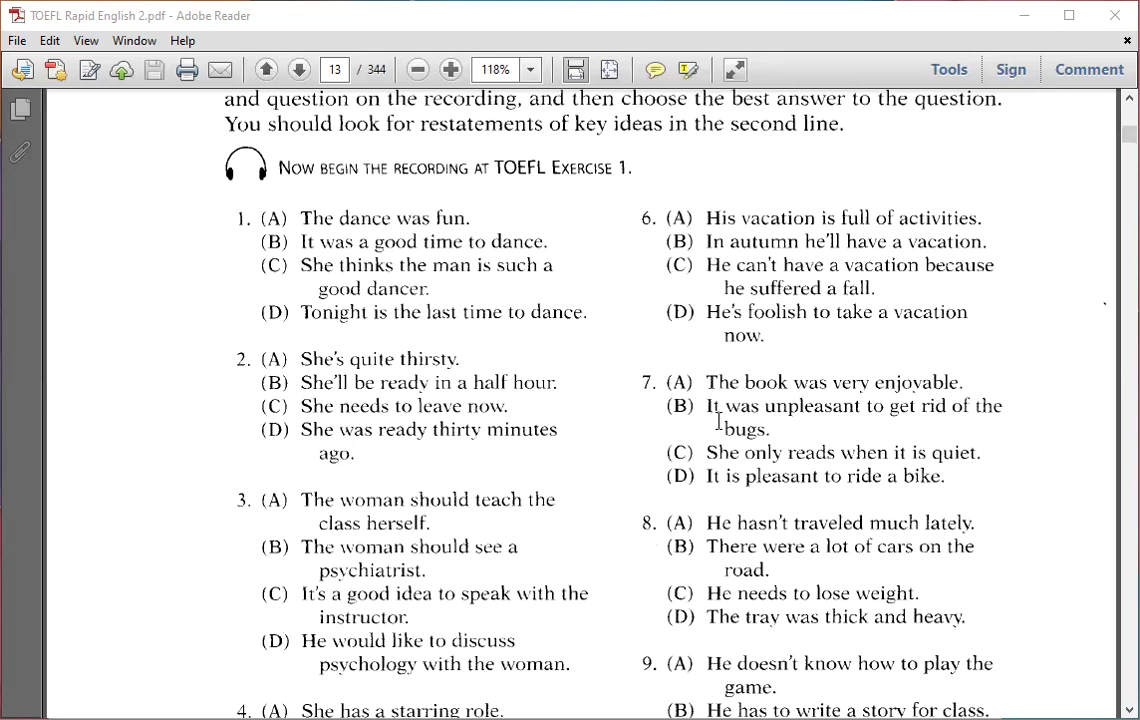 TOEFL Rapid English 2.pdf - Adobe Reader
File Edit View Window Help
13 / 344 118% Tools Sign Comment
and question on the recording, and then choose the best answer to the question.
You should look for restatements of key ideas in the second line.
NOW BEGIN THE RECORDING AT TOEFL EXERCISE 1.
1. (A) The dance was fun.
(B) It was a good time to dance.
(C) She thinks the man is such a
good dancer.
(D) Tonight is the last time to dance.
2. (A) She's quite thirsty.
(B) She'll be ready in a half hour.
(C) She needs to leave now.
(D) She was ready thirty minutes
ago.
3. (A) The woman should teach the
class herself.
(B) The woman should see a
psychiatrist.
(C) It's a good idea to speak with the
instructor.
(D) He would like to discuss
psychology with the woman.
4. (A) She has a starring role.
6. (A) His vacation is full of activities.
(B) In autumn he'll have a vacation.
(C) He can't have a vacation because
he suffered a fall.
(D) He's foolish to take a vacation
now.
7. (A) The book was very enjoyable.
(B) It was unpleasant to get rid of the
bugs.
(C) She only reads when it is quiet.
(D) It is pleasant to ride a bike.
8. (A) He hasn't traveled much lately.
(B) There were a lot of cars on the
road.
(C) He needs to lose weight.
(D) The tray was thick and heavy.
9. (A) He doesn't know how to play the
game.
(B) He has to write a story for class.